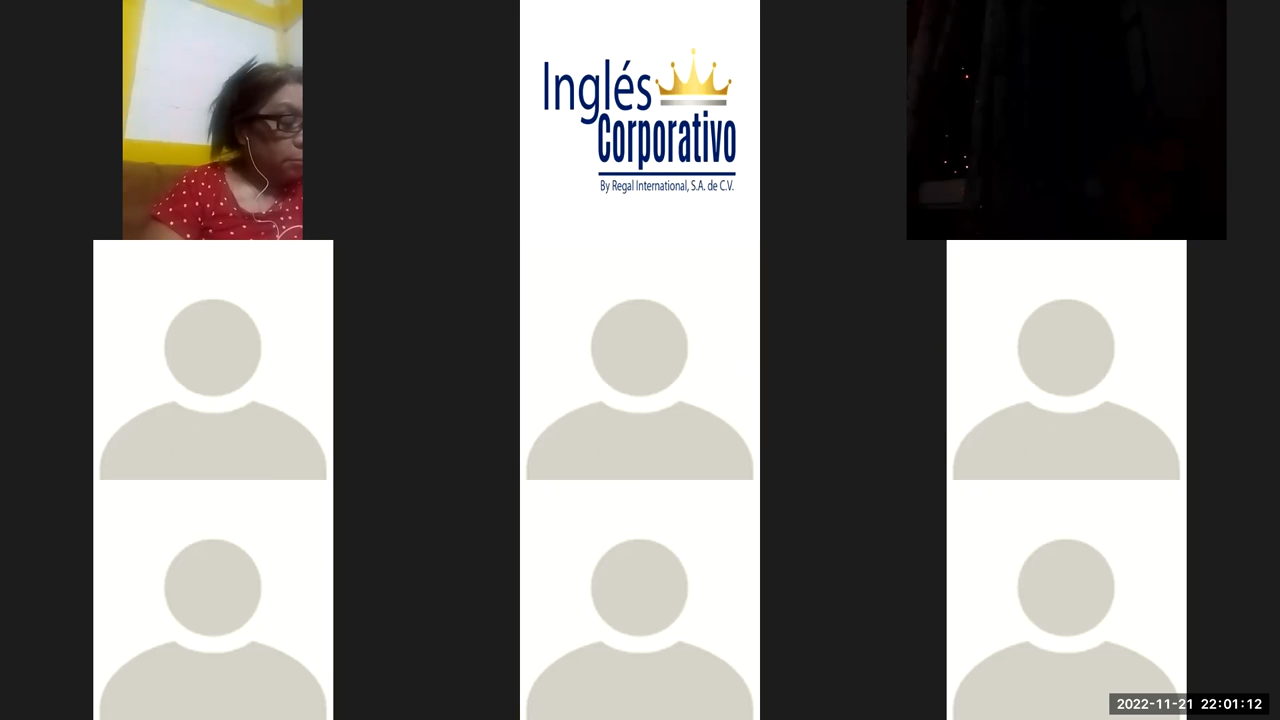 Inglés
Corporativo
By Regal International, S.A. de C.V.
2022-11-21 22:01:12